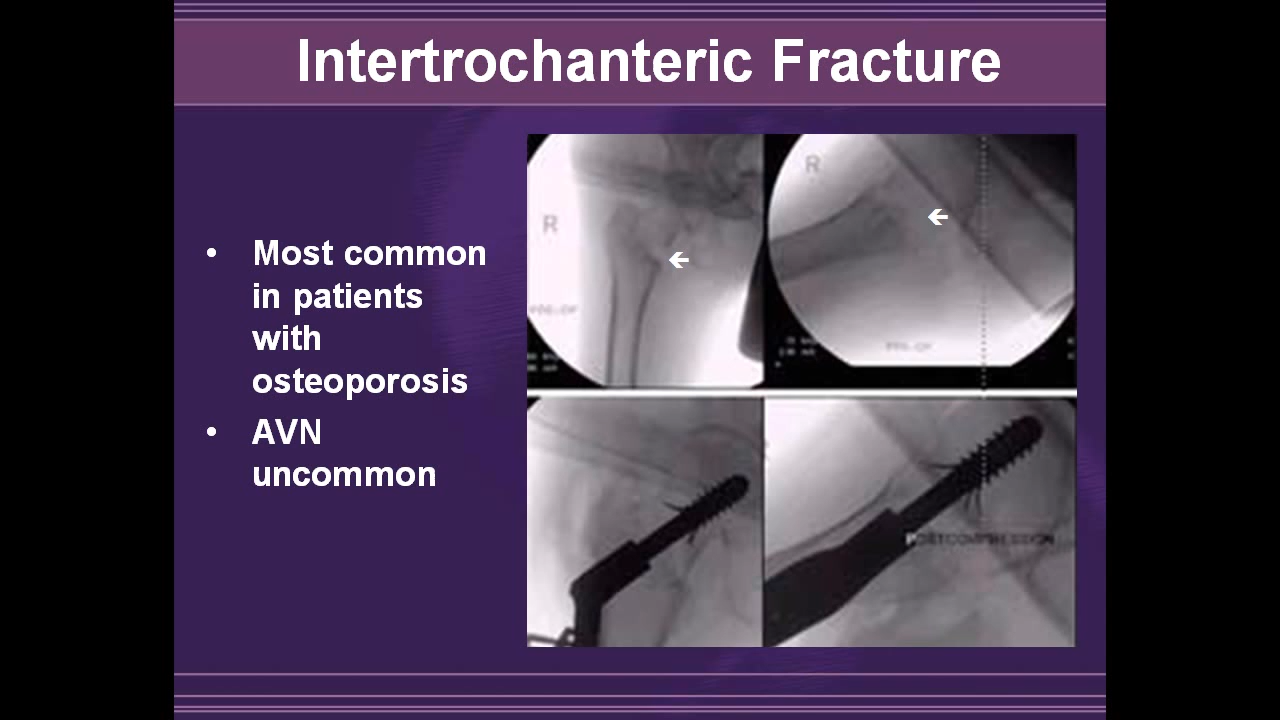 Intertrochanteric Fracture
• Most common
in patients
with
osteoporosis
• AVN
uncommon
R
R
POSTCOMPRESSION